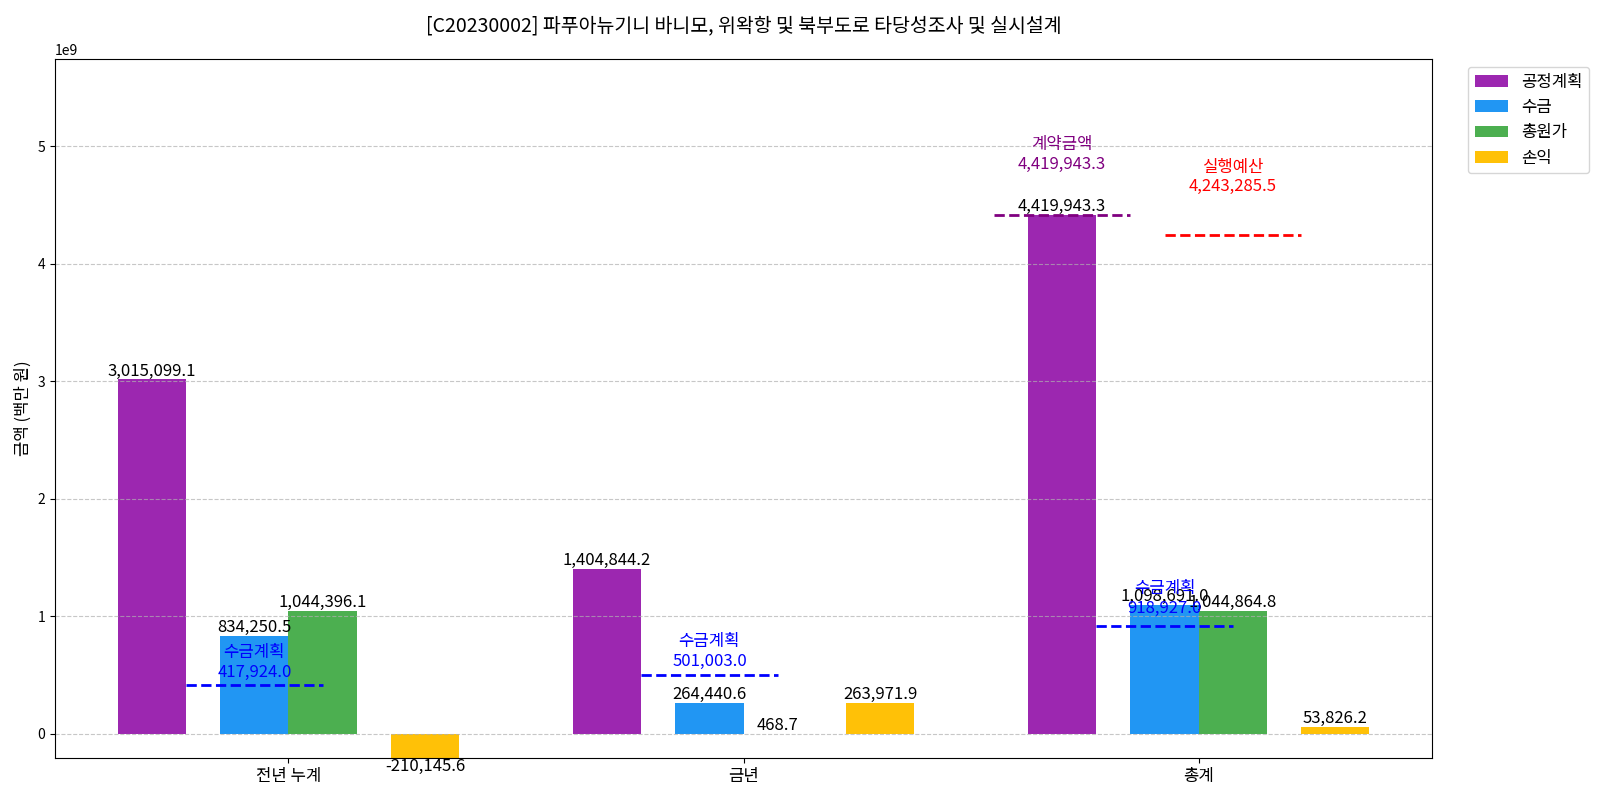 [C20230002] 파푸아뉴기니 바니모, 위왁항 및 북부도로 타당성조사 및 실시설계
1e9
공정계획
수금
총원가
손익
금액 (백만 원)
5
4
3
2
1
0
계약금액
4,419,943.3
실행예산
4,243,285.5
4,419,943.3
3,015,099.1
1,404,844.2
수금계획
918,927.0
1,098,691.0
1,044,864.8
1,044,396.1
834,250.5
수금계획
417,924.0
수금계획
501,003.0
264,440.6
468.7
263,971.9
53,826.2
-210,145.6
전년 누계
금년
총계